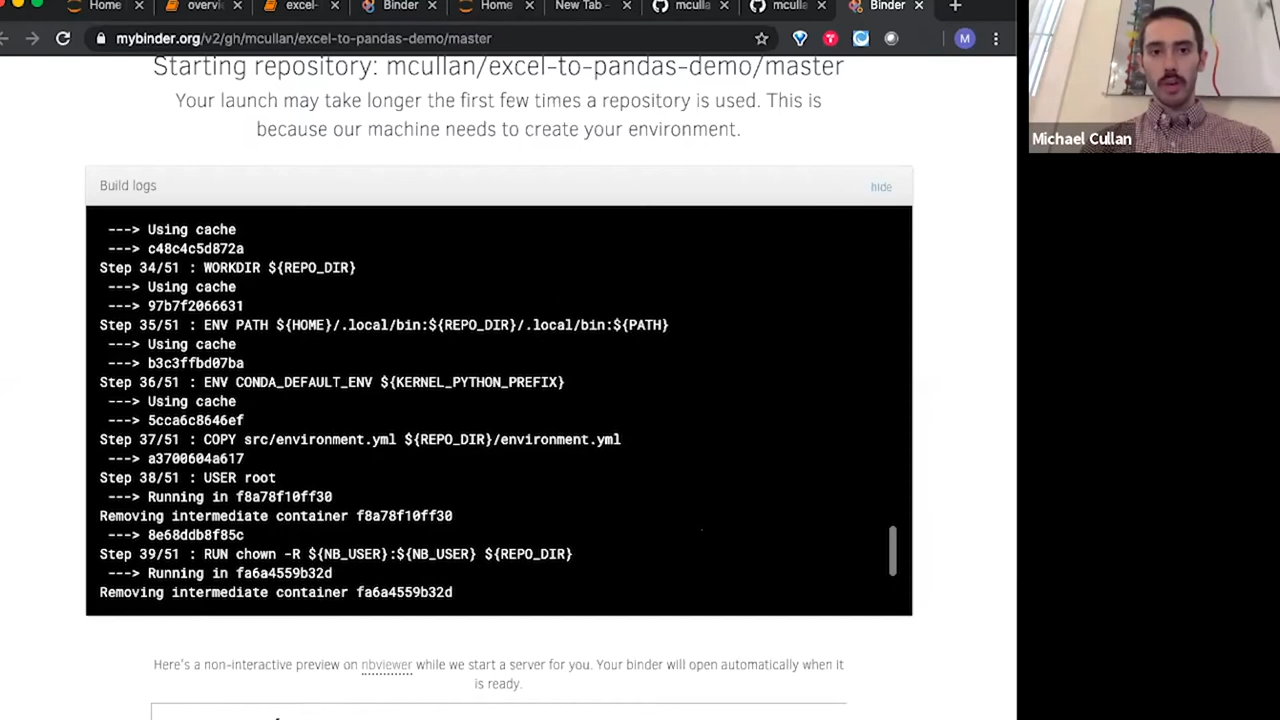 Home
overvi
excel-
Binder
Home
New Tab
mculla
mculla
Binder
mybinder.org/v2/gh/mcullan/excel-to-pandas-demo/master
M
Starting repository: mcullan/excel-to-pandas-demo/master
Your launch may take longer the first few times a repository is used. This is
because our machine needs to create your environment.
Build logs
hide
---> Using cache
---> c48c4c5d872a
Step 34/51 : WORKDIR ${REPO_DIR}
---> Using cache
---> 97b7f2066631
Step 35/51 : ENV PATH ${HOME}/.local/bin:${REPO_DIR}/.local/bin:${PATH}
---> Using cache
---> b3c3ffbd07ba
Step 36/51 : ENV CONDA_DEFAULT_ENV ${KERNEL_PYTHON_PREFIX}
---> Using cache
---> 5cca6c8646ef
Step 37/51 : COPY src/environment.yml ${REPO_DIR}/environment.yml
---> a3700604a617
Step 38/51 : USER root
---> Running in f8a78f10ff30
Removing intermediate container f8a78f10ff30
---> 8e68ddb8f85c
Step 39/51 : RUN chown -R ${NB_USER}:${NB_USER} ${REPO_DIR}
---> Running in fa6a4559b32d
Removing intermediate container fa6a4559b32d
Here's a non-interactive preview on nbviewer while we start a server for you. Your binder will open automatically when it
is ready.
Michael Cullan